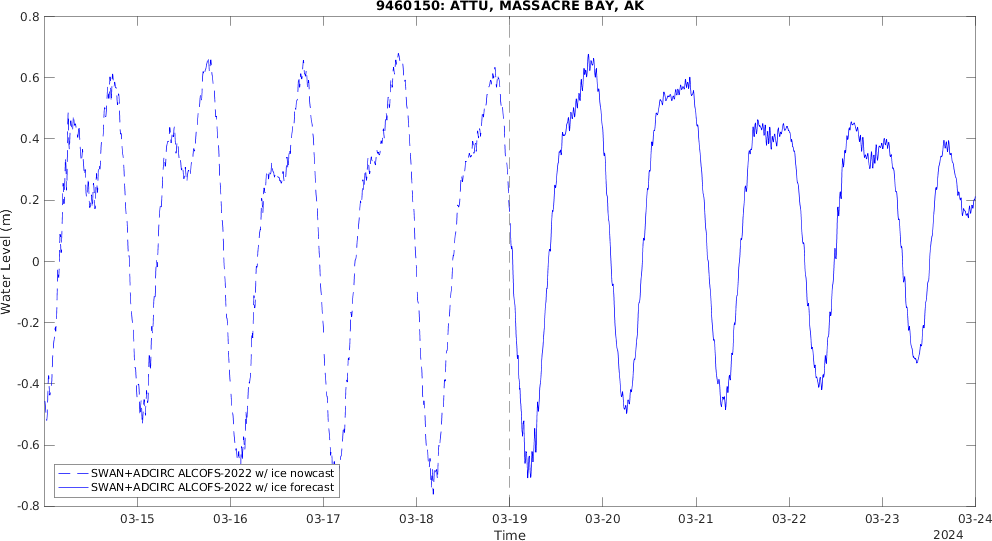 9460150: ATTU, MASSACRE BAY, AK
0.8
0.6
0.4
0.2
0
-0.2
-0.4
-0.6
-0.8
Water Level (m)
SWAN+ADCIRC ALCOFS-2022 w/ ice nowcast
SWAN+ADCIRC ALCOFS-2022 w/ ice forecast
03-15 03-16 03-17 03-18 03-19 03-20 03-21 03-22 03-23 03-24
Time
2024